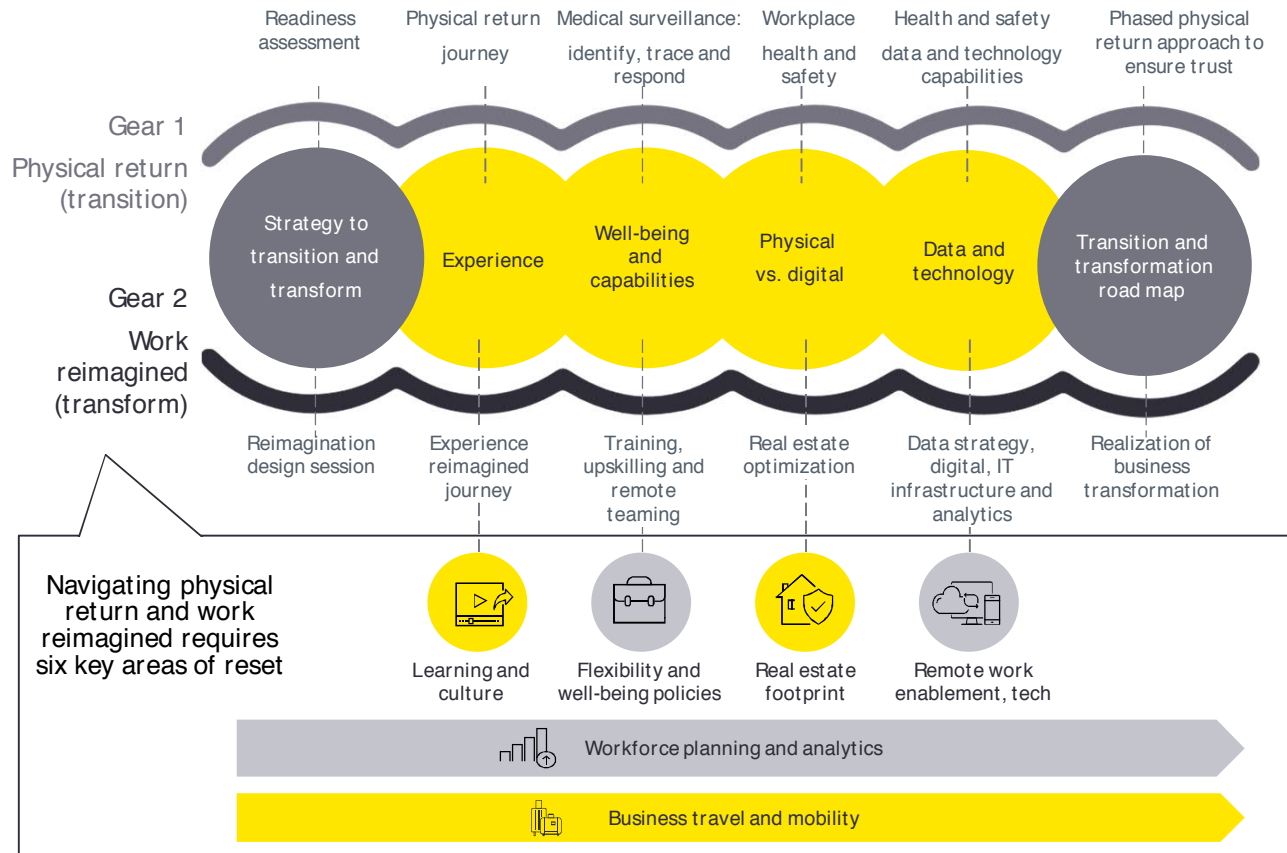 Readiness
assessment
Physical return
journey
Medical surveillance:
identify, trace and
respond
Workplace
health and
safety
Health and safety
data and technology
capabilities
Phased physical
return approach to
ensure trust
Gear 1
Physical return
(transition)
Strategy to
transition and
transform
Experience
Well-being
and
capabilities
Physical
vs. digital
Data and
technology
Transition and
transformation
road map
Gear 2
Work
reimagined
(transform)
Reimagination
design session
Experience
reimagined
journey
Training,
upskilling and
remote
teaming
Real estate
optimization
Data strategy,
digital, IT
infrastructure and
analytics
Realization of
business
transformation
Navigating physical
return and work
reimagined requires
six key areas of reset
Learning and
culture
Flexibility and
well-being policies
Real estate
footprint
Remote work
enablement, tech
Workforce planning and analytics
Business travel and mobility